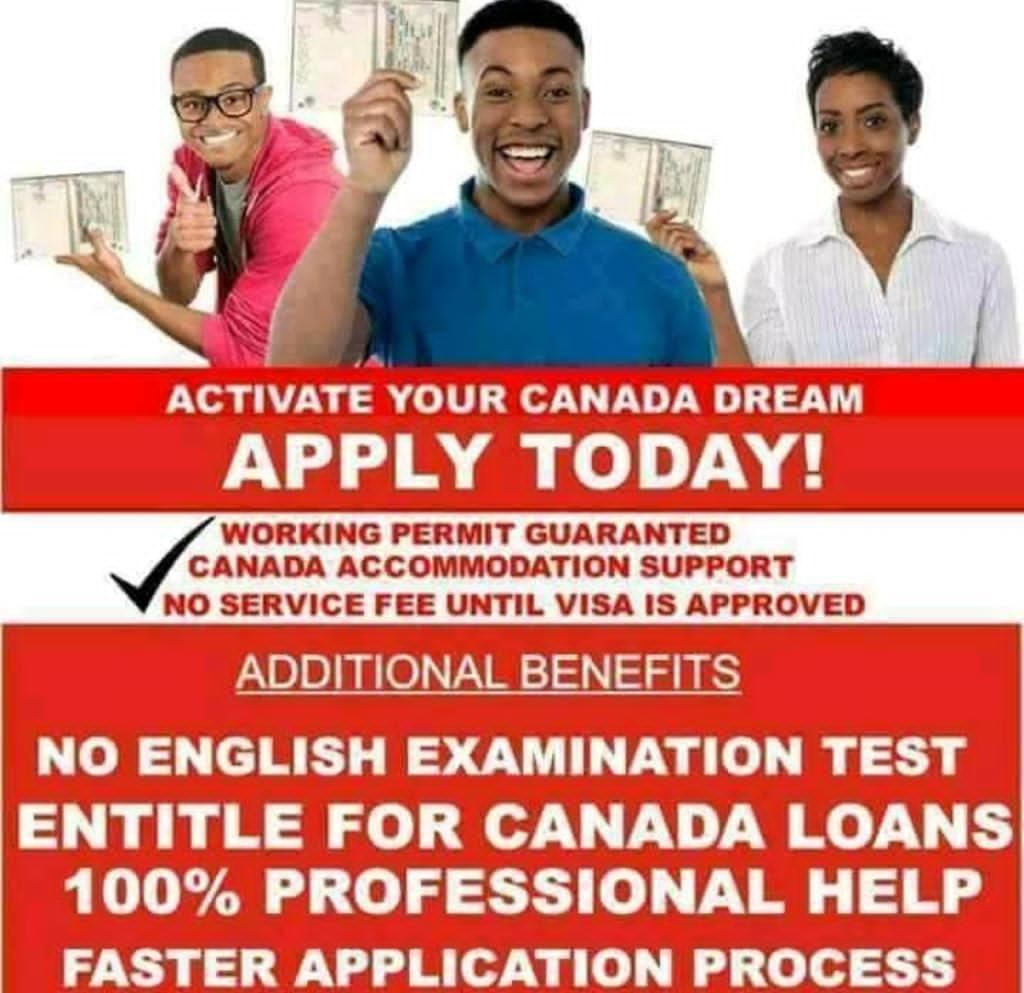 ACTIVATE YOUR CANADA DREAM
APPLY TODAY!
WORKING PERMIT GUARANTED
CANADA ACCOMMODATION SUPPORT
NO SERVICE FEE UNTIL VISA IS APPROVED
ADDITIONAL BENEFITS
NO ENGLISH EXAMINATION TEST
ENTITLE FOR CANADA LOANS
100% PROFESSIONAL HELP
FASTER APPLICATION PROCESS